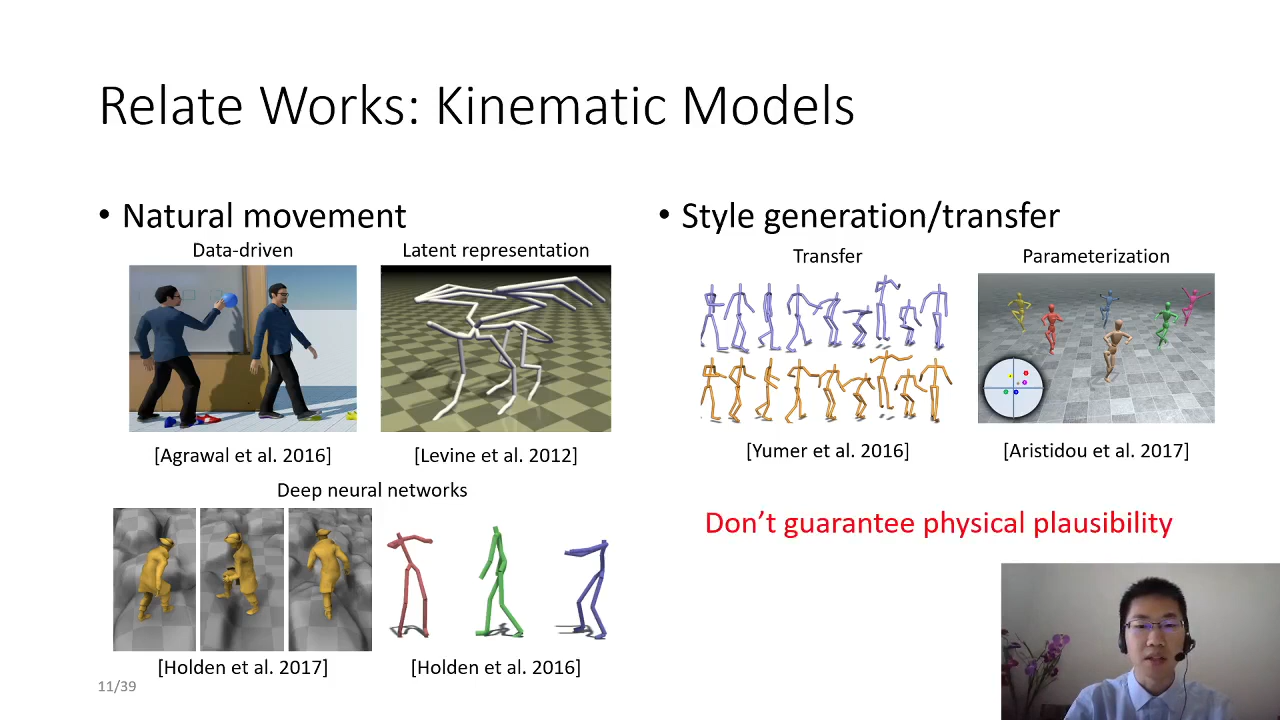 Relate Works: Kinematic Models
• Natural movement
Data-driven
Latent representation
[Agrawal et al. 2016]
[Levine et al. 2012]
Deep neural networks
[Holden et al. 2017]
[Holden et al. 2016]
• Style generation/transfer
Transfer
Parameterization
[Yumer et al. 2016]
[Aristidou et al. 2017]
Don’t guarantee physical plausibility
11/39